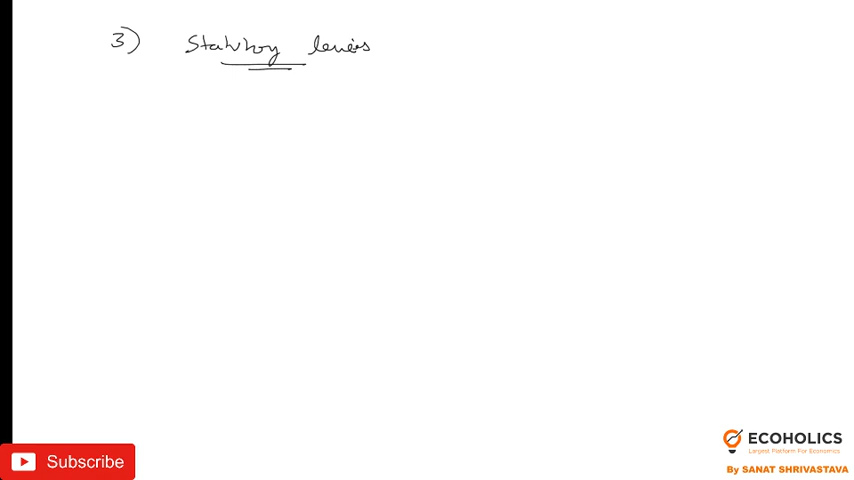 3) Statutory levies
Subscribe
ECOHOLICS
Largest Platform For Economics
By SANAT SHRIVASTAVA